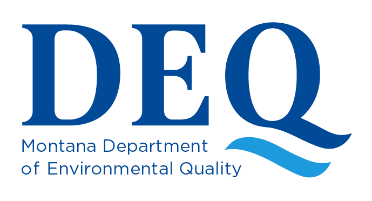 DEQ
Montana Department
of Environmental Quality